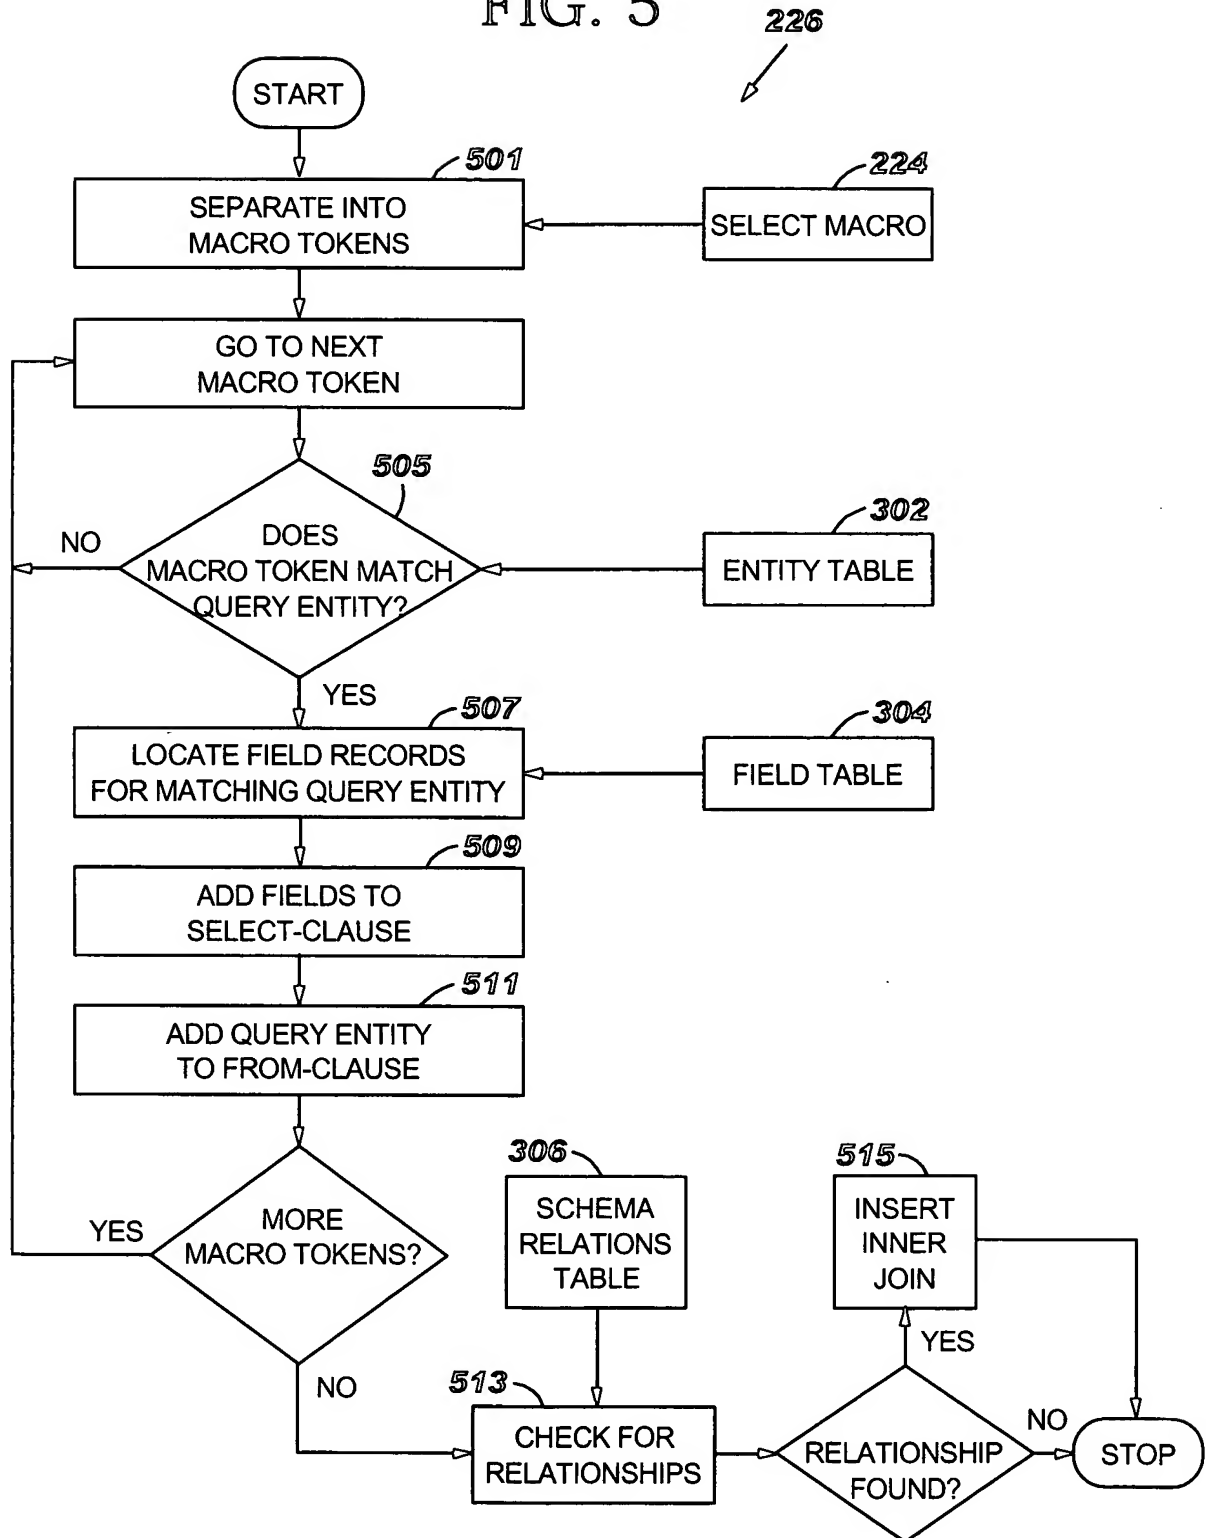 FIG. 5
226
START
501
SEPARATE INTO
MACRO TOKENS
224
SELECT MACRO
GO TO NEXT
MACRO TOKEN
505
DOES
MACRO TOKEN MATCH
QUERY ENTITY?
NO
302
ENTITY TABLE
YES
507
LOCATE FIELD RECORDS
FOR MATCHING QUERY ENTITY
304
FIELD TABLE
509
ADD FIELDS TO
SELECT-CLAUSE
511
ADD QUERY ENTITY
TO FROM-CLAUSE
MORE
MACRO TOKENS?
YES
NO
306
SCHEMA
RELATIONS
TABLE
513
CHECK FOR
RELATIONSHIPS
515
INSERT
INNER
JOIN
YES
RELATIONSHIP
FOUND?
NO
STOP